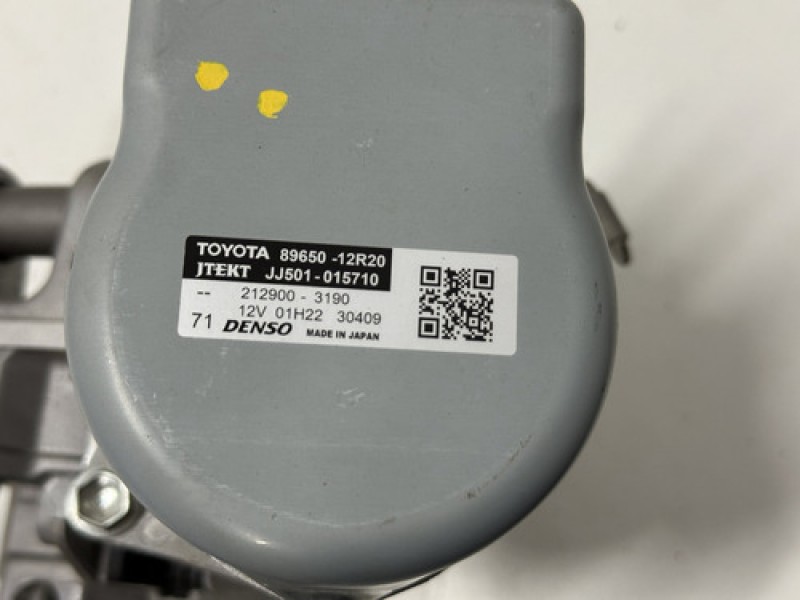 TOYOTA 89650-12R20
JTEKT JJ501-015710
-- 212900-3190
12V 01H22 30409
71 DENSO MADE IN JAPAN